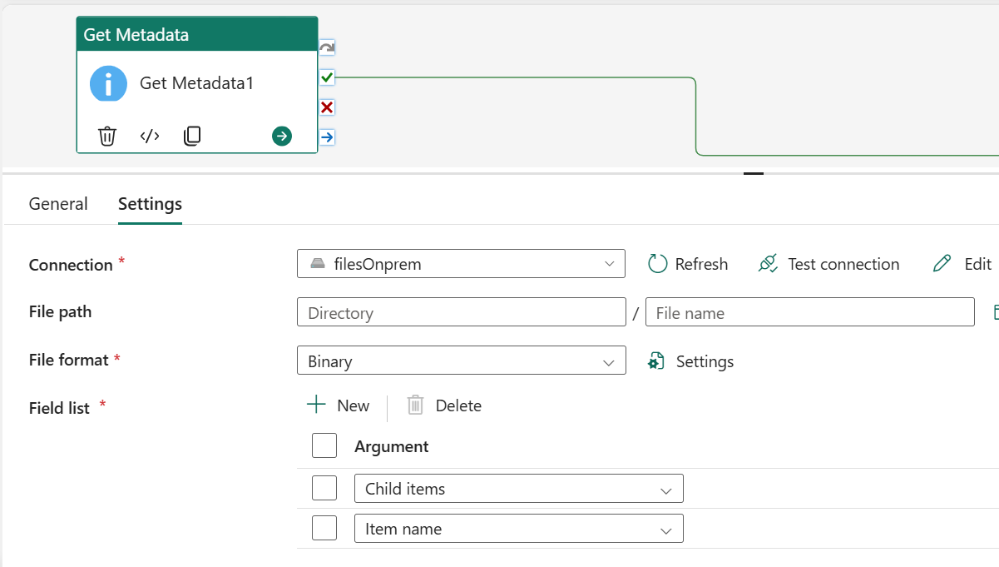 Get Metadata
Get Metadata1
General Settings
Connection * filesOnprem Refresh Test connection Edit
File path Directory / File name
File format * Binary Settings
Field list * New Delete
Argument
Child items
Item name